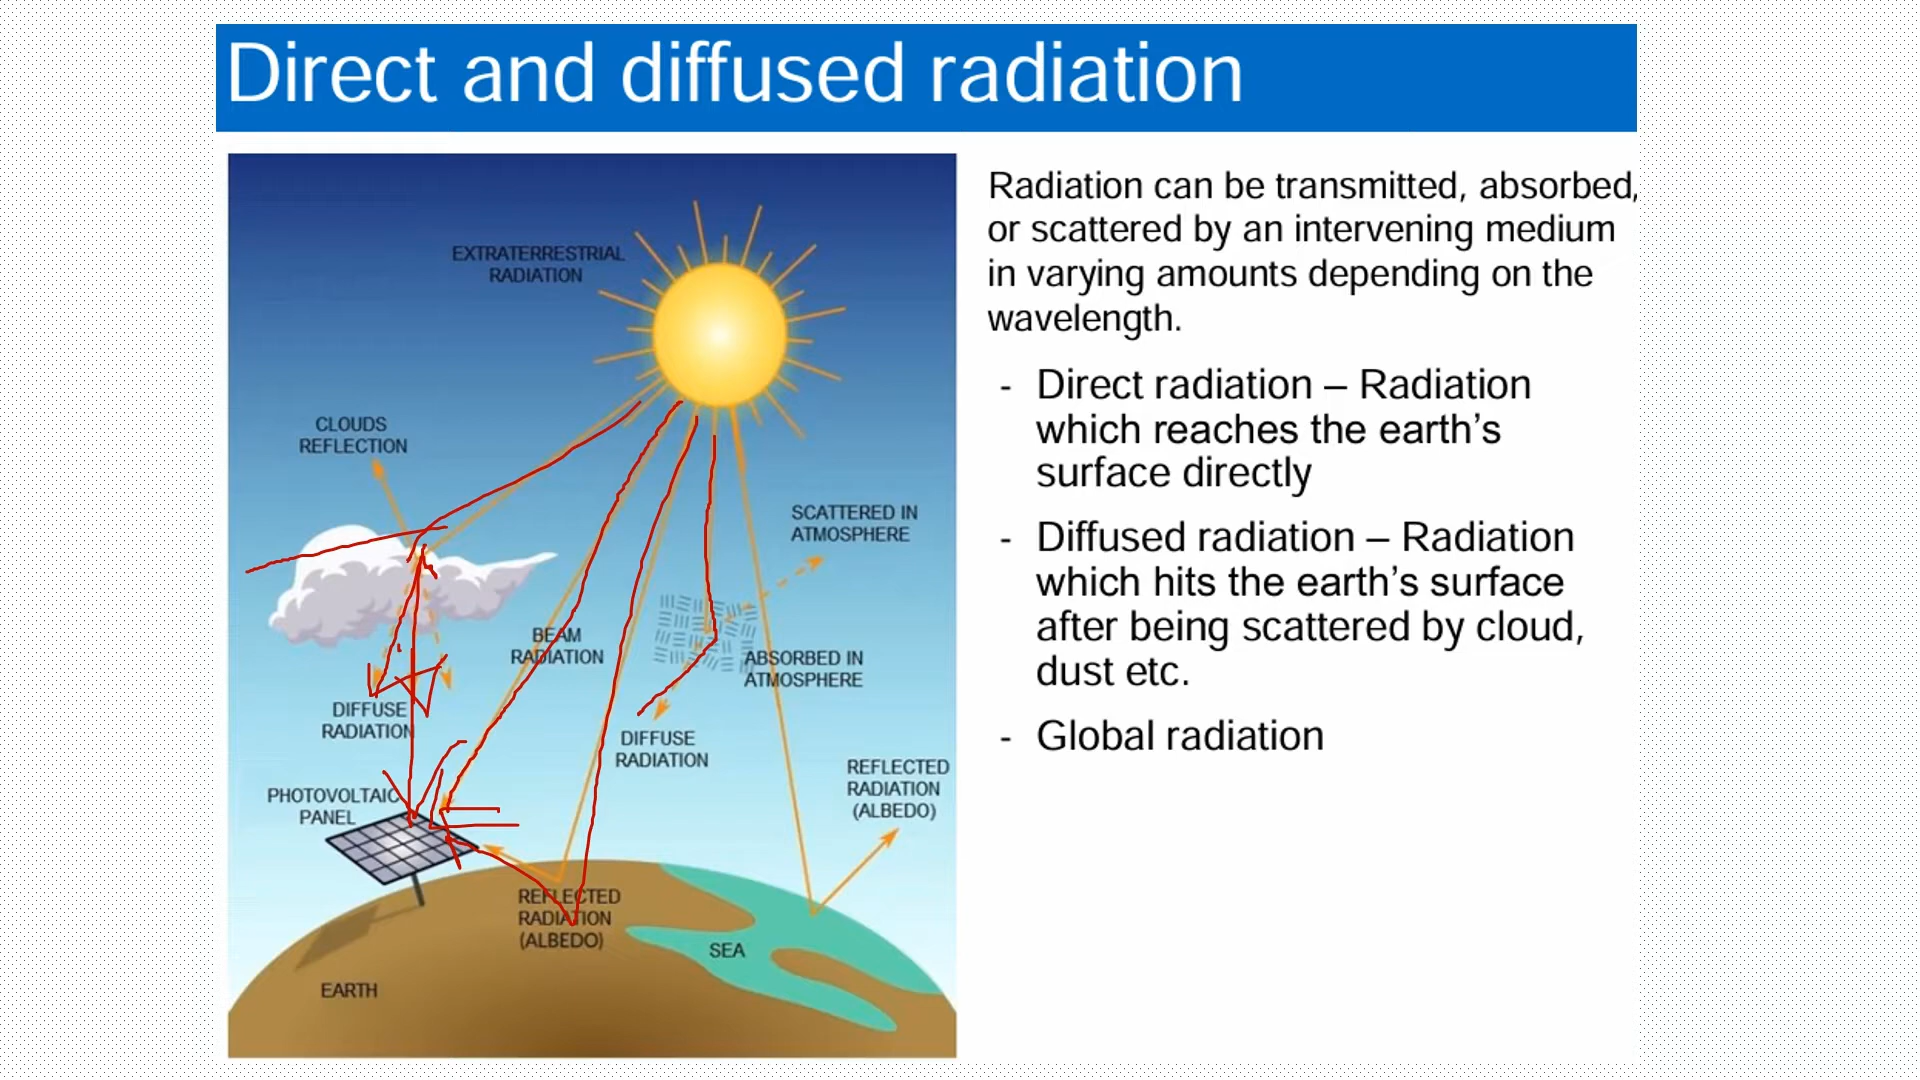 Direct and diffused radiation
EXTRATERRESTRIAL
RADIATION
CLOUDS
REFLECTION
SCATTERED IN
ATMOSPHERE
BEAM
RADIATION
ABSORBED IN
ATMOSPHERE
DIFFUSE
RADIATION
DIFFUSE
RADIATION
REFLECTED
RADIATION
(ALBEDO)
PHOTOVOLTAIC
PANEL
REFLECTED
RADIATION
(ALBEDO)
SEA
EARTH
Radiation can be transmitted, absorbed,
or scattered by an intervening medium
in varying amounts depending on the
wavelength.
- Direct radiation – Radiation
which reaches the earth’s
surface directly
- Diffused radiation – Radiation
which hits the earth’s surface
after being scattered by cloud,
dust etc.
- Global radiation